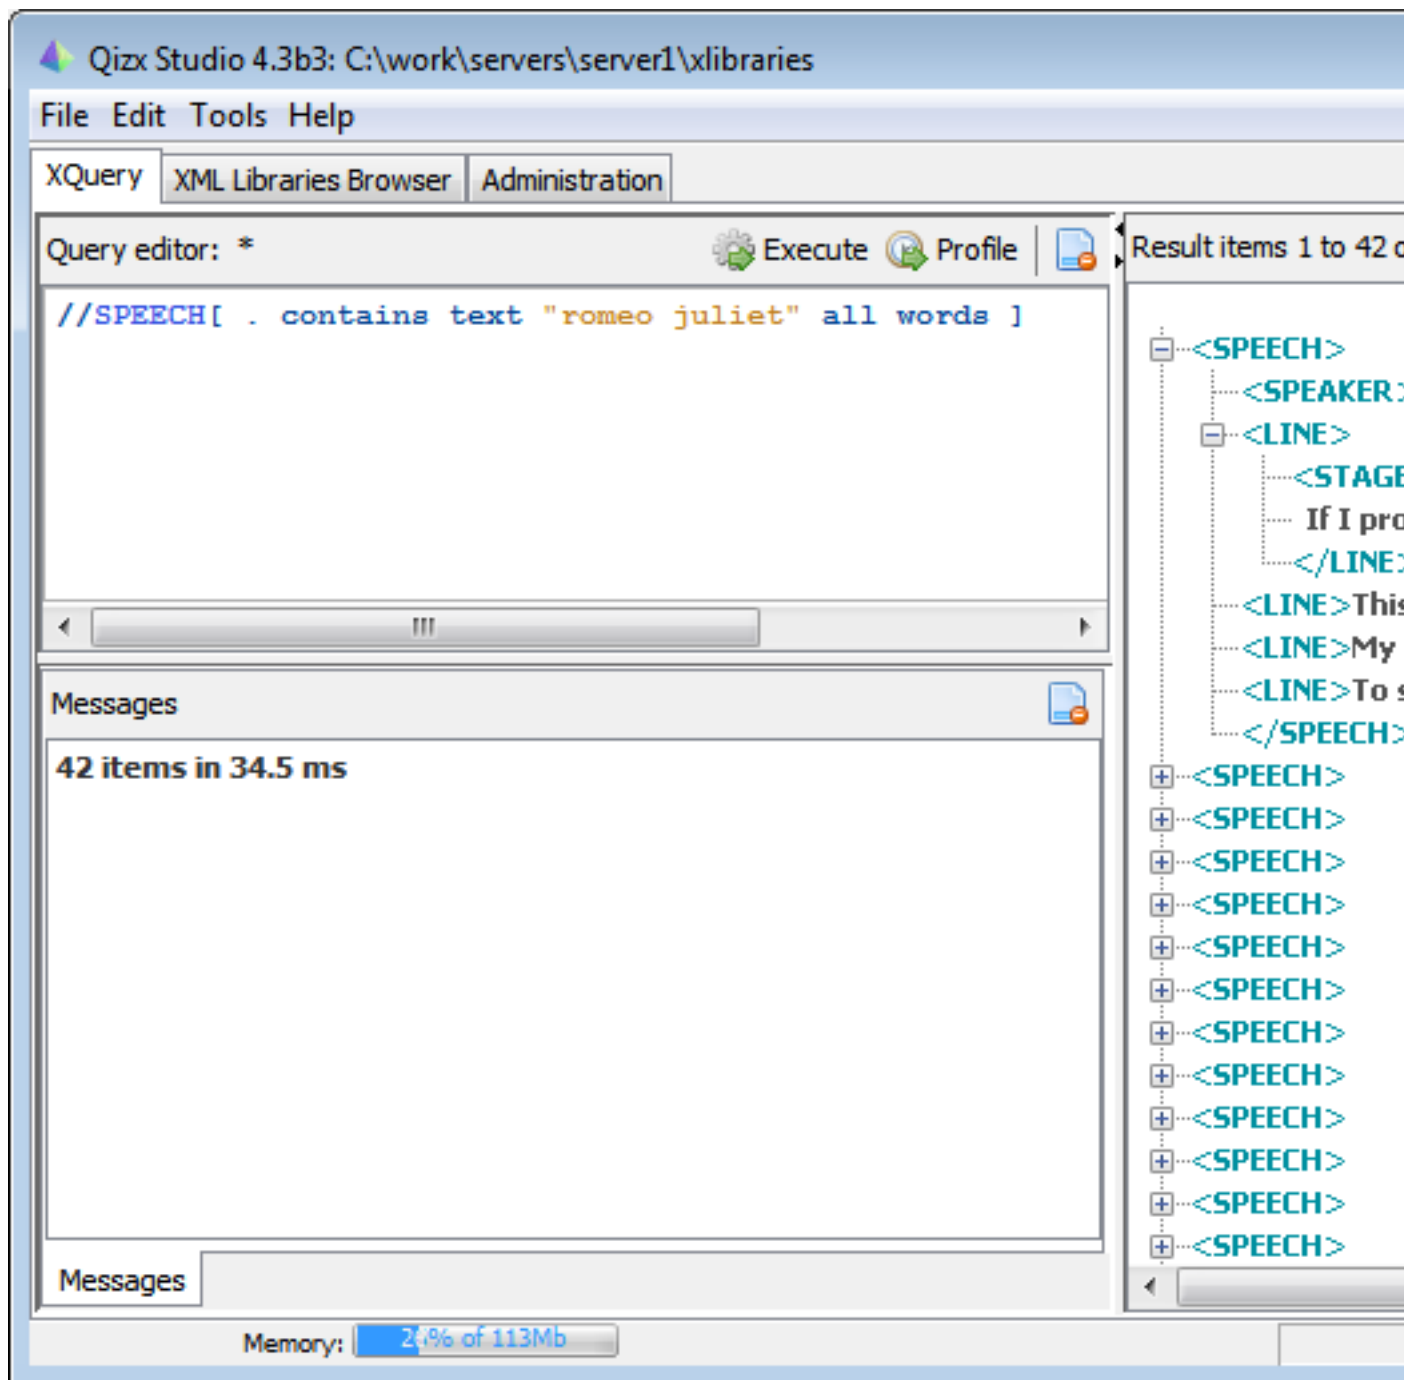 Qizx Studio 4.3b3: C:\work\servers\server1\xlibraries
File Edit Tools Help
XQuery XML Libraries Browser Administration
Query editor: * Execute Profile
//SPEECH[ . contains text "romeo juliet" all words ]
Messages
42 items in 34.5 ms
Messages
Memory: of 113Mb
Result items 1 to 42
<SPEECH>
<SPEAKER>
<LINE>
<STAGE
If I pro
</LINE>
<LINE>This
<LINE>My
<LINE>To s
</SPEECH>
<SPEECH>
<SPEECH>
<SPEECH>
<SPEECH>
<SPEECH>
<SPEECH>
<SPEECH>
<SPEECH>
<SPEECH>
<SPEECH>
<SPEECH>
<SPEECH>